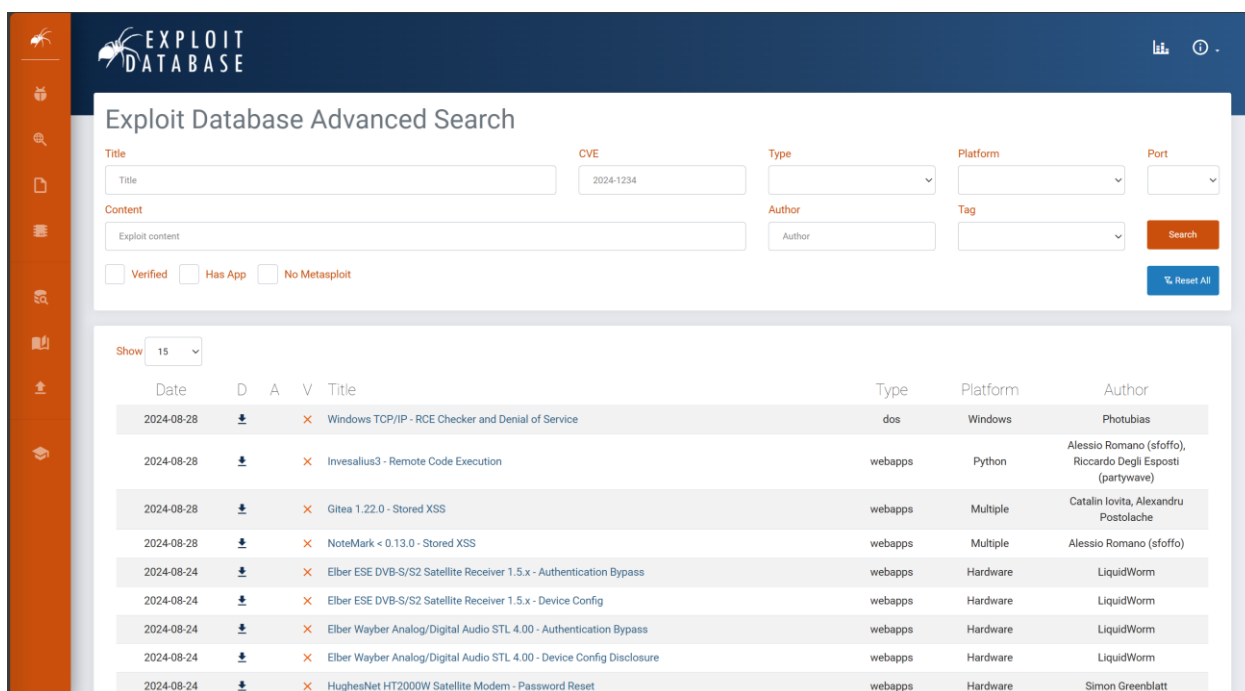 EXPLOIT
DATABASE
Exploit Database Advanced Search
Title CVE Type Platform Port
Title 2024-1234
Content Author Tag
Exploit content Author Search
Verified Has App No Metasploit Reset All
Show 15
Date D A V Title Type Platform Author
2024-08-28 Windows TCP/IP - RCE Checker and Denial of Service dos Windows Photubias
2024-08-28 Invesalius3 - Remote Code Execution webapps Python Alessio Romano (sfoffo),
Riccardo Degli Esposti
(partywave)
2024-08-28 Gitea 1.22.0 - Stored XSS webapps Multiple Catalin Iovita, Alexandru
Postolache
2024-08-28 NoteMark < 0.13.0 - Stored XSS webapps Multiple Alessio Romano (sfoffo)
2024-08-24 Elber ESE DVB-S/S2 Satellite Receiver 1.5.x - Authentication Bypass webapps Hardware LiquidWorm
2024-08-24 Elber ESE DVB-S/S2 Satellite Receiver 1.5.x - Device Config webapps Hardware LiquidWorm
2024-08-24 Elber Wayber Analog/Digital Audio STL 4.00 - Authentication Bypass webapps Hardware LiquidWorm
2024-08-24 Elber Wayber Analog/Digital Audio STL 4.00 - Device Config Disclosure webapps Hardware LiquidWorm
2024-08-24 HughesNet HT2000W Satellite Modem - Password Reset webapps Hardware Simon Greenblatt